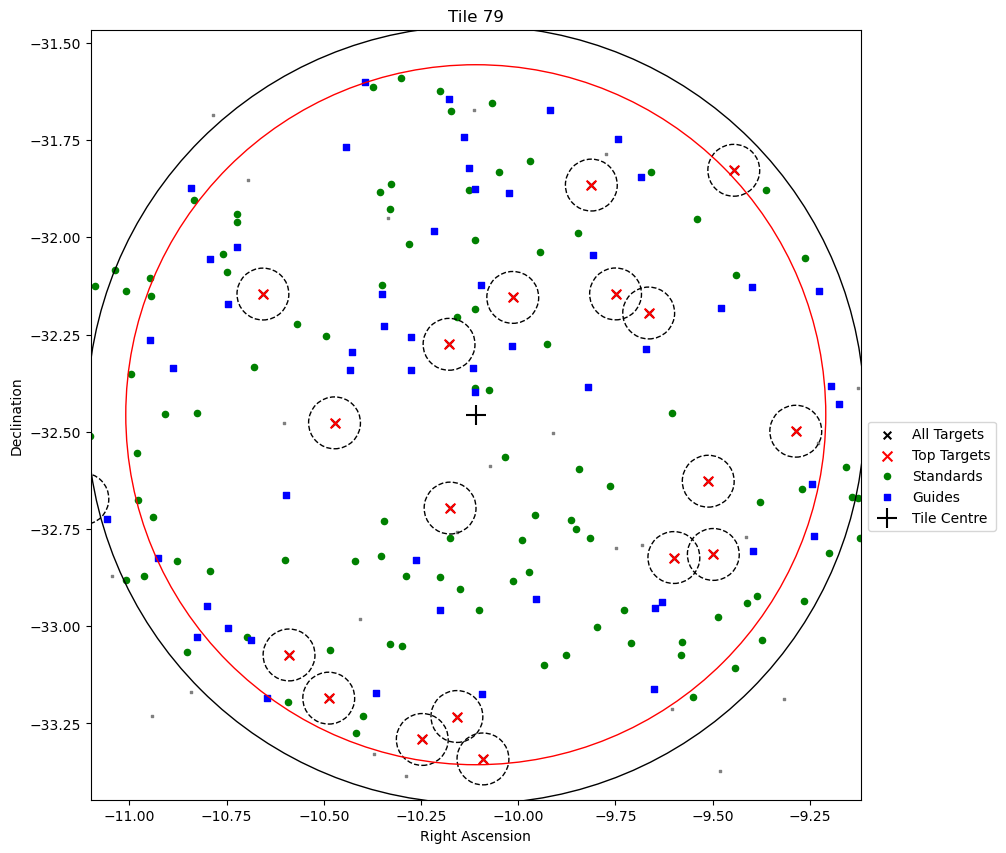 Tile 79
−31.50
−31.75
−32.00
−32.25
−32.50
−32.75
−33.00
−33.25
Declination
−11.00
−10.75
−10.50
−10.25
−10.00
−9.75
−9.50
−9.25
Right Ascension
All Targets
Top Targets
Standards
Guides
Tile Centre